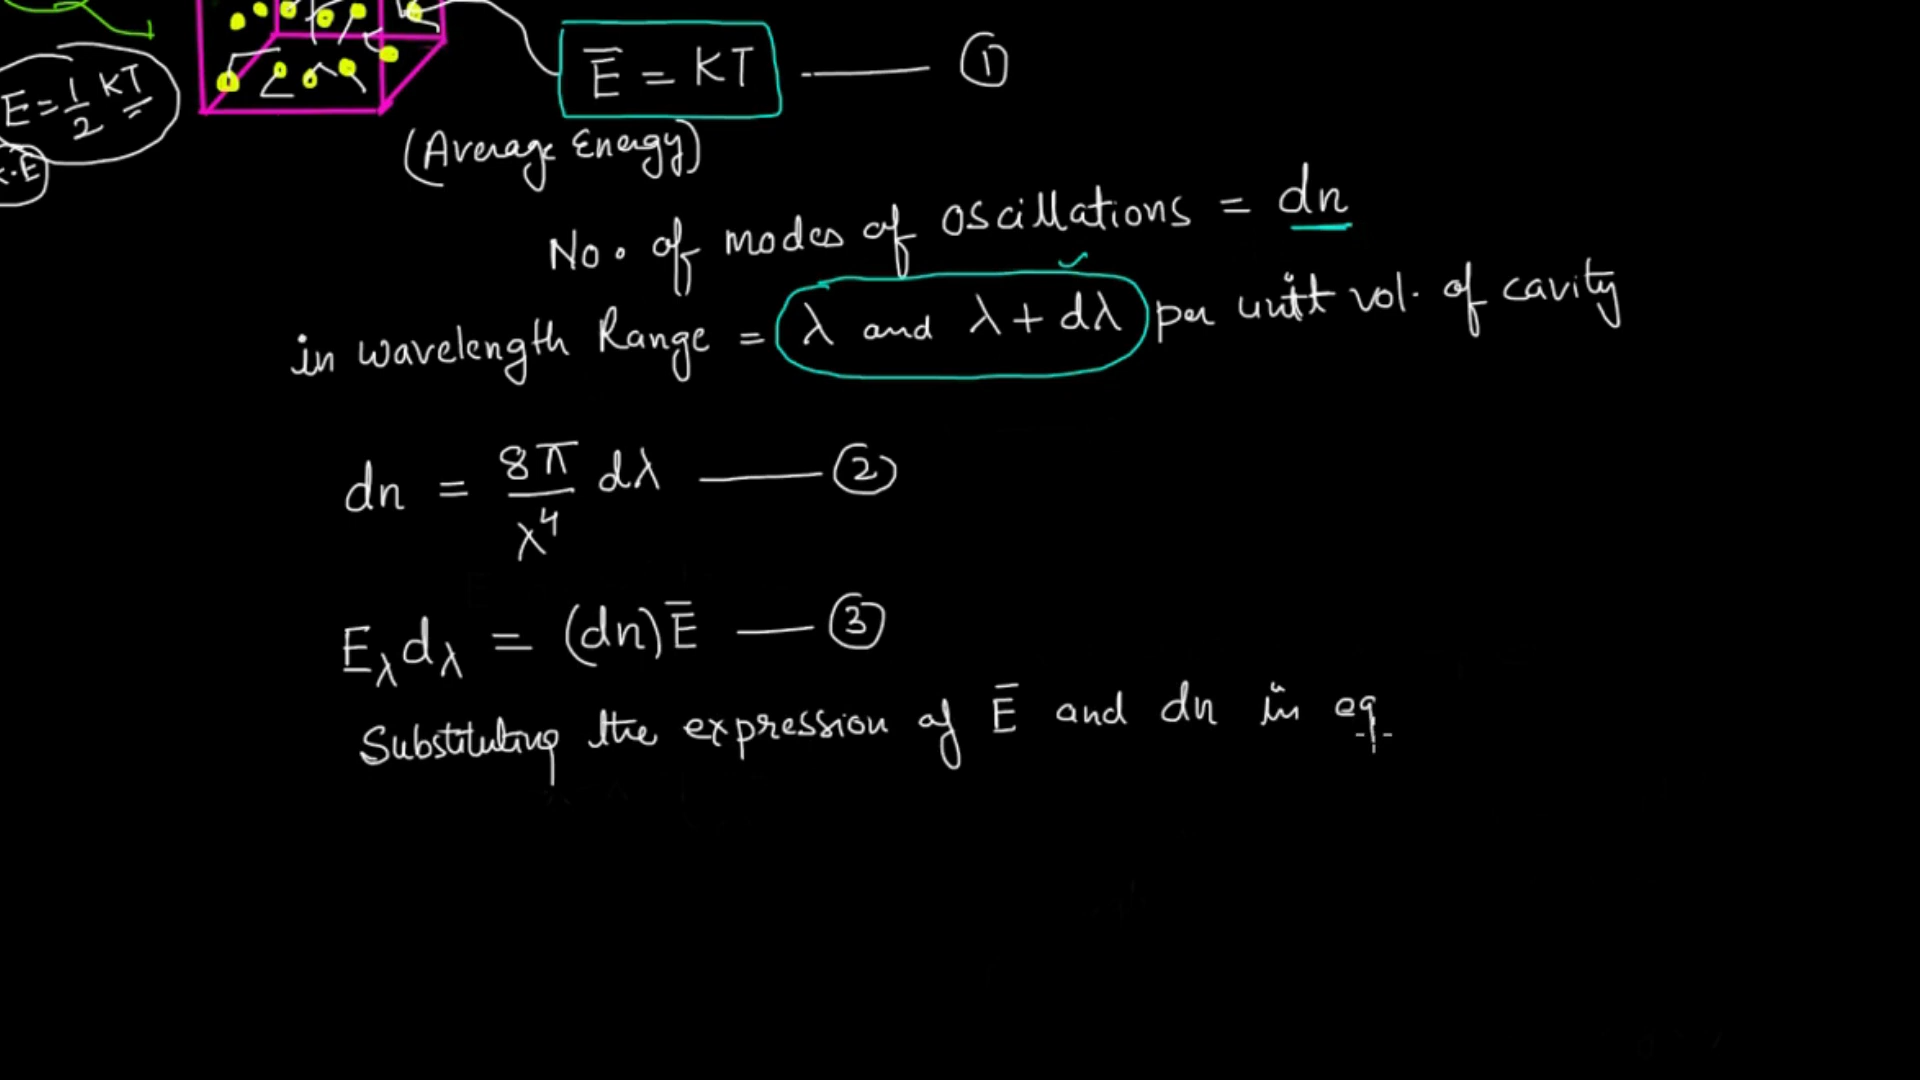 E = 1/2 KT
K.E
Ē = KT —— ①
(Average Energy)
No. of modes of oscillations = dn
in wavelength Range = λ and λ + dλ per unit vol. of cavity
dn = 8π/λ⁴ dλ —— ②
E_λ d_λ = (dn)Ē —— ③
Substituting the expression of Ē and dn in eq